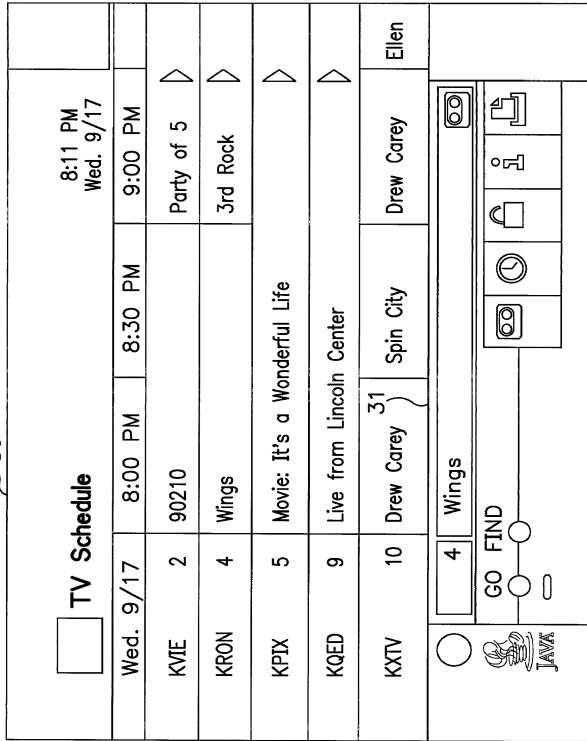 TV Schedule
8:11 PM
Wed. 9/17
Wed. 9/17 8:00 PM 8:30 PM 9:00 PM
KVIE 2 90210 Party of 5
KRON 4 Wings 3rd Rock
KPIX 5 Movie: It's a Wonderful Life
KQED 9 Live from Lincoln Center
KXTV 10 Drew Carey Spin City Drew Carey Ellen
31
4 Wings
GO FIND
JAVA